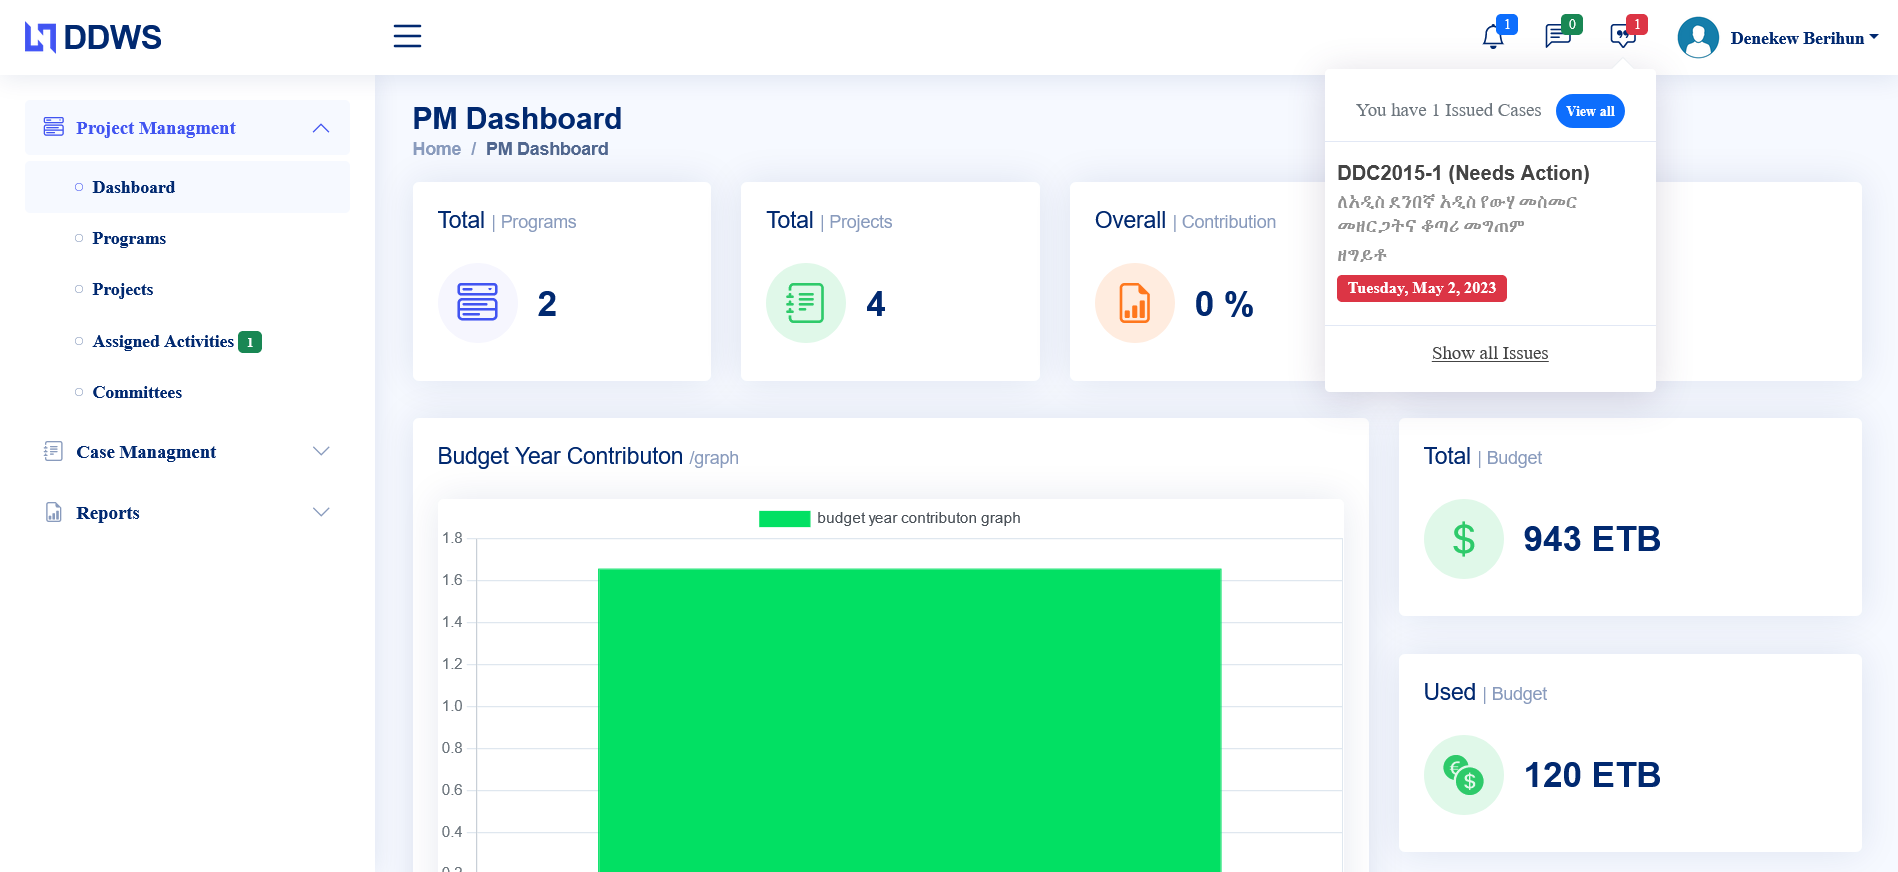 DDWS
1
0
1
Denekew Berihun
Project Managment
Dashboard
Programs
Projects
Assigned Activities 1
Committees
Case Managment
Reports
PM Dashboard
Home / PM Dashboard
You have 1 Issued Cases View all
DDC2015-1 (Needs Action)
ለአዲስ ደንበኛ አዲስ የውሃ መስመር
መዘርጋትና ቆጣሪ መግጠም
ዘግይቶ
Tuesday, May 2, 2023
Show all Issues
Total | Programs
2
Total | Projects
4
Overall | Contribution
0 %
Budget Year Contributon /graph
budget year contributon graph
1.8
1.6
1.4
1.2
1.0
0.8
0.6
0.4
0.2
Total | Budget
$
943 ETB
Used | Budget
€
$
120 ETB